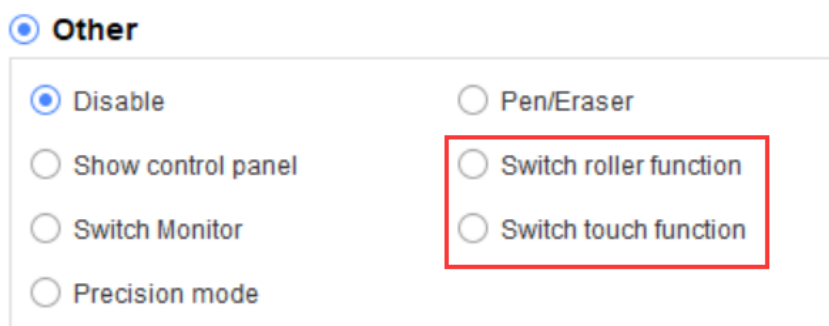 Other
Disable
Pen/Eraser
Show control panel
Switch roller function
Switch Monitor
Switch touch function
Precision mode